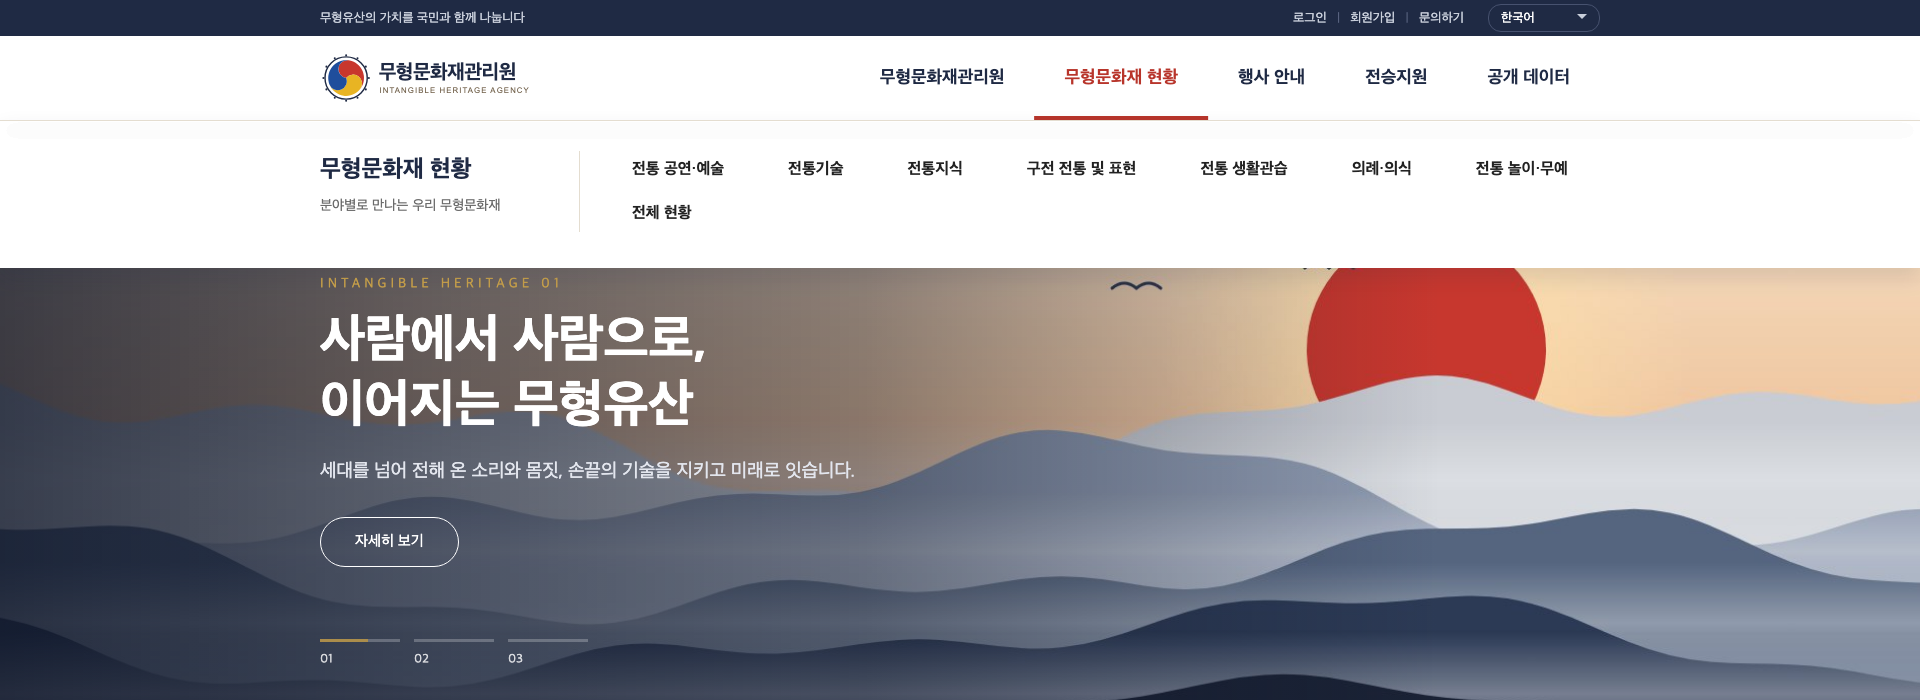 무형유산의 가치를 국민과 함께 나눕니다
로그인 | 회원가입 | 문의하기 한국어
무형문화재관리원
INTANGIBLE HERITAGE AGENCY
무형문화재관리원 무형문화재 현황 행사 안내 전승지원 공개 데이터
무형문화재 현황
분야별로 만나는 우리 무형문화재
전통 공연·예술 전통기술 전통지식 구전 전통 및 표현 전통 생활관습 의례·의식 전통 놀이·무예
전체 현황
INTANGIBLE HERITAGE 01
사람에서 사람으로,
이어지는 무형유산
세대를 넘어 전해 온 소리와 몸짓, 손끝의 기술을 지키고 미래로 잇습니다.
자세히 보기
01 02 03